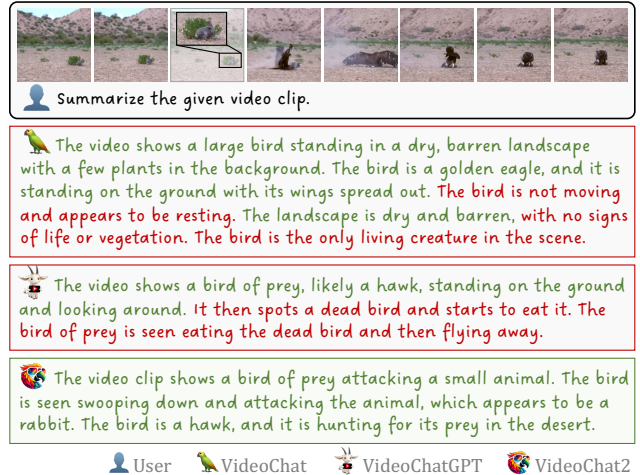 Summarize the given video clip.
The video shows a large bird standing in a dry, barren landscape
with a few plants in the background. The bird is a golden eagle, and it is
standing on the ground with its wings spread out. The bird is not moving
and appears to be resting. The landscape is dry and barren, with no signs
of life or vegetation. The bird is the only living creature in the scene.
The video shows a bird of prey, likely a hawk, standing on the ground
and looking around. It then spots a dead bird and starts to eat it. The
bird of prey is seen eating the dead bird and then flying away.
The video clip shows a bird of prey attacking a small animal. The bird
is seen swooping down and attacking the animal, which appears to be a
rabbit. The bird is a hawk, and it is hunting for its prey in the desert.
User VideoChat VideoChatGPT VideoChat2